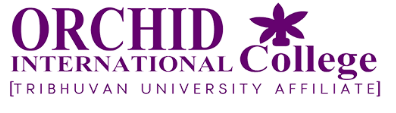 ORCHID
INTERNATIONAL College
[TRIBHUVAN UNIVERSITY AFFILIATE]